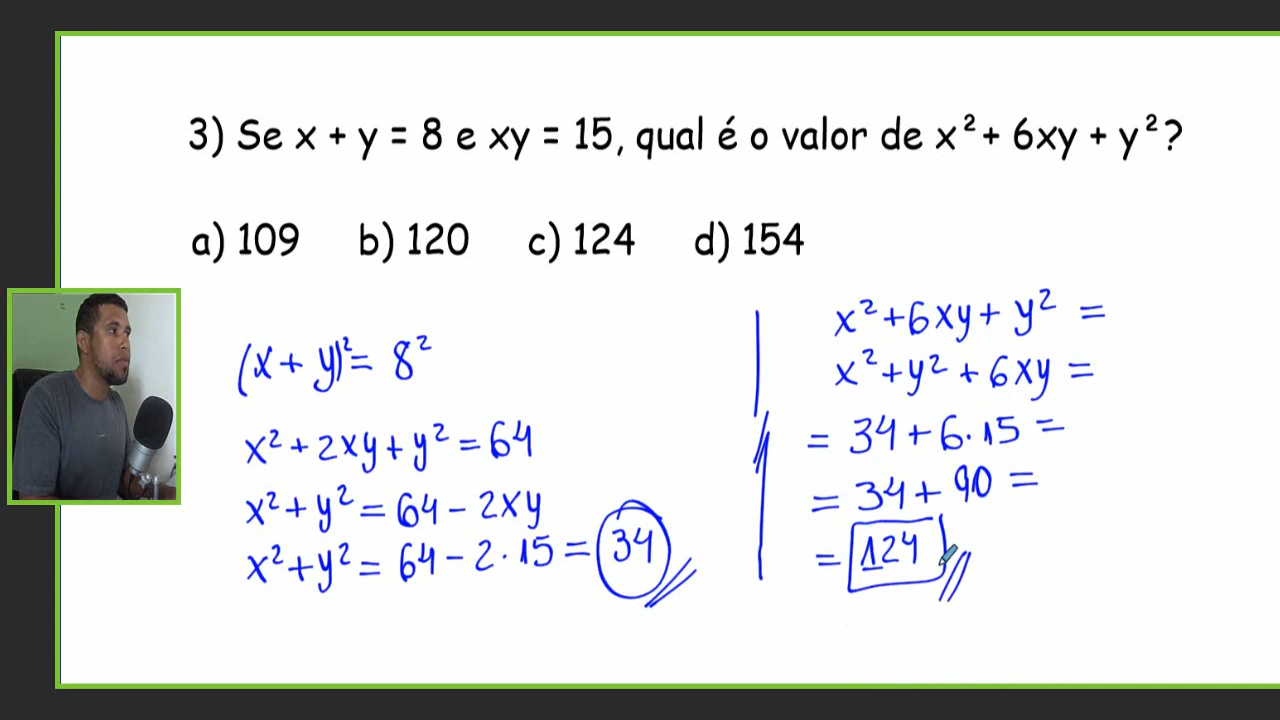 3) Se x + y = 8 e xy = 15, qual é o valor de x² + 6xy + y²?
a) 109 b) 120 c) 124 d) 154
(x + y)² = 8²
x² + 2xy + y² = 64
x² + y² = 64 - 2xy
x² + y² = 64 - 2 · 15 = 34
x² + 6xy + y² =
x² + y² + 6xy =
= 34 + 6 · 15 =
= 34 + 90 =
= 124